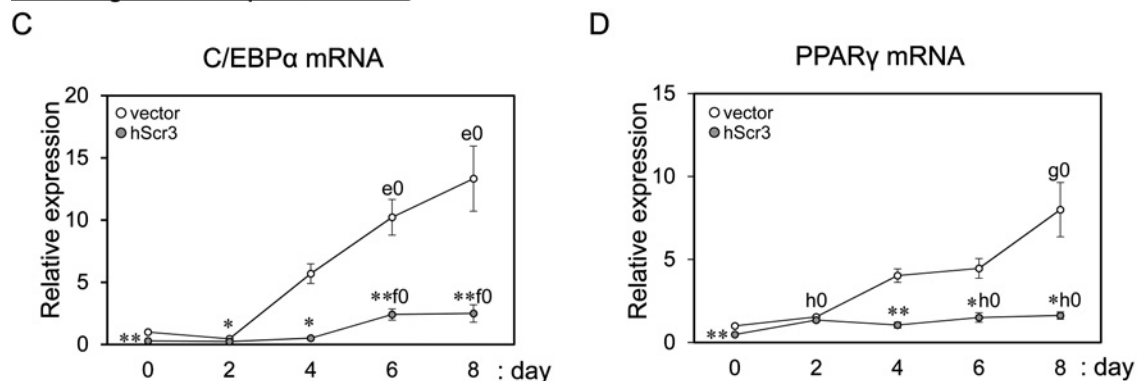 C
C/EBPα mRNA
Relative expression
20
15
10
5
0
vector
hScr3
**
*
*
e0
**f0
e0
**f0
0 2 4 6 8 : day
D
PPARγ mRNA
Relative expression
15
10
5
0
vector
hScr3
**
h0
**
*h0
g0
*h0
0 2 4 6 8 : day